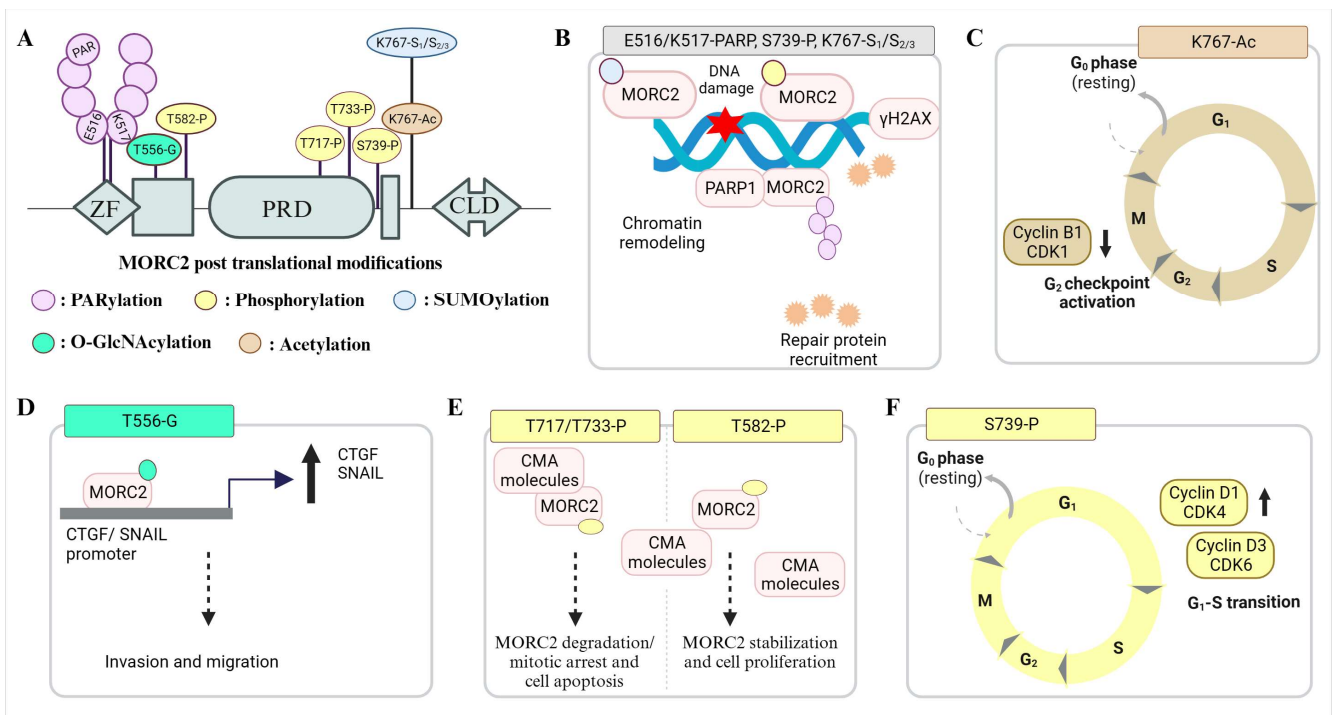 A
PAR
E516
K517
T556-G
T582-P
T717-P
T733-P
S739-P
K767-S1/S2/3
K767-Ac
ZF
PRD
CLD
MORC2 post translational modifications
: PARylation
: Phosphorylation
: SUMOylation
: O-GlcNAcylation
: Acetylation
B
E516/K517-PARP, S739-P, K767-S1/S2/3
MORC2
DNA
damage
MORC2
γH2AX
PARP1
MORC2
Chromatin
remodeling
Repair protein
recruitment
C
K767-Ac
G0 phase
(resting)
G1
S
G2
M
Cyclin B1
CDK1
G2 checkpoint
activation
D
T556-G
MORC2
CTGF/ SNAIL
promoter
CTGF
SNAIL
Invasion and migration
E
T717/T733-P
T582-P
CMA
molecules
MORC2
MORC2
CMA
molecules
CMA
molecules
MORC2 degradation/
mitotic arrest and
cell apoptosis
MORC2 stabilization
and cell proliferation
F
S739-P
G0 phase
(resting)
G1
S
G2
M
Cyclin D1
CDK4
Cyclin D3
CDK6
G1-S transition